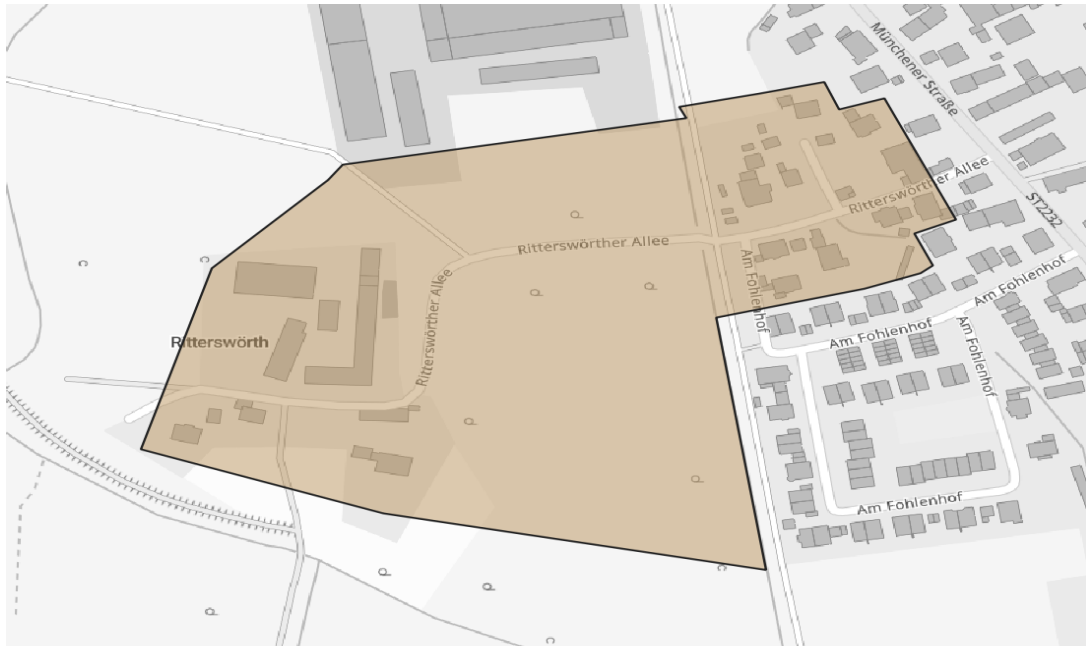 Münchener Straße
ST2232
Ritterswörther Allee
Ritterswörther Allee
Ritterswörther Allee
Ritterswörth
Am Fohlenhof
Am Fohlenhof
Am Fohlenhof
Am Fohlenhof
Am Fohlenhof